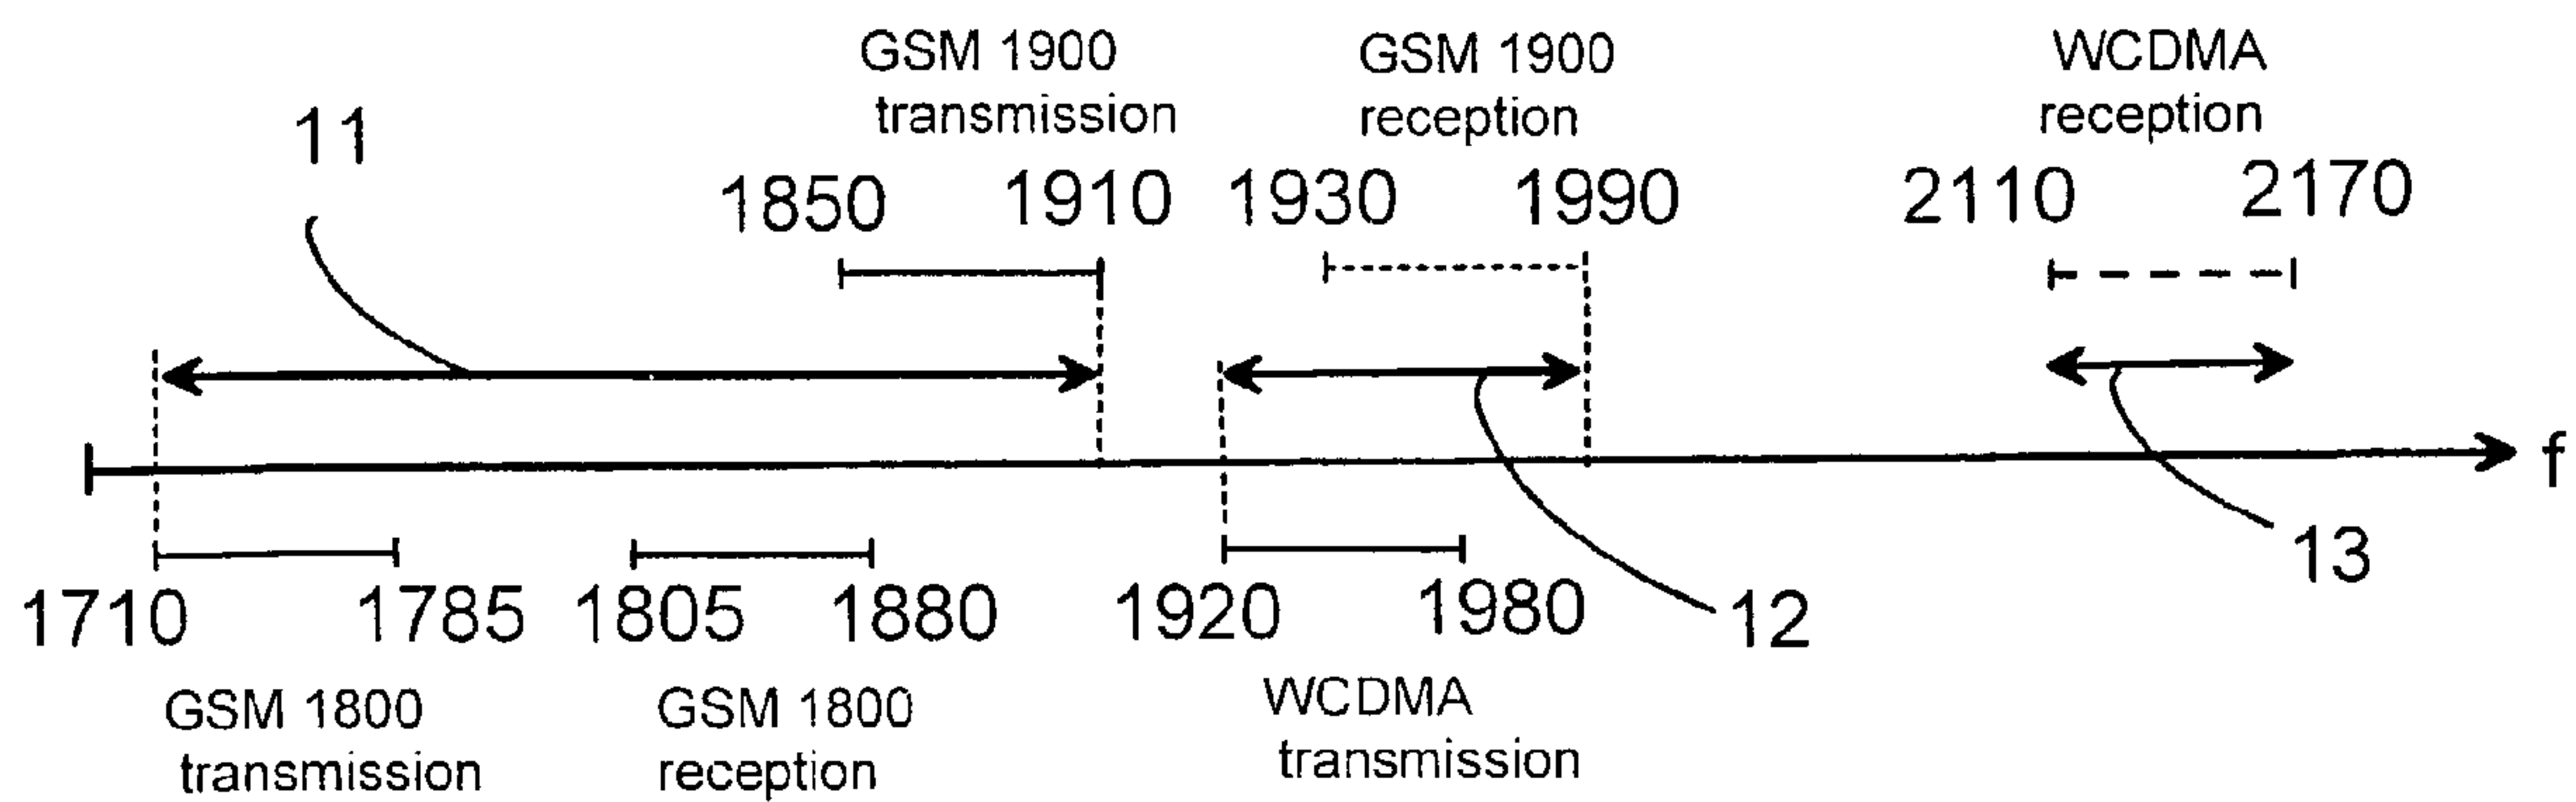 GSM 1900
transmission
GSM 1900
reception
WCDMA
reception
11
1850
1910
1930
1990
2110
2170
f
13
12
1710
1785
1805
1880
1920
1980
GSM 1800
transmission
GSM 1800
reception
WCDMA
transmission